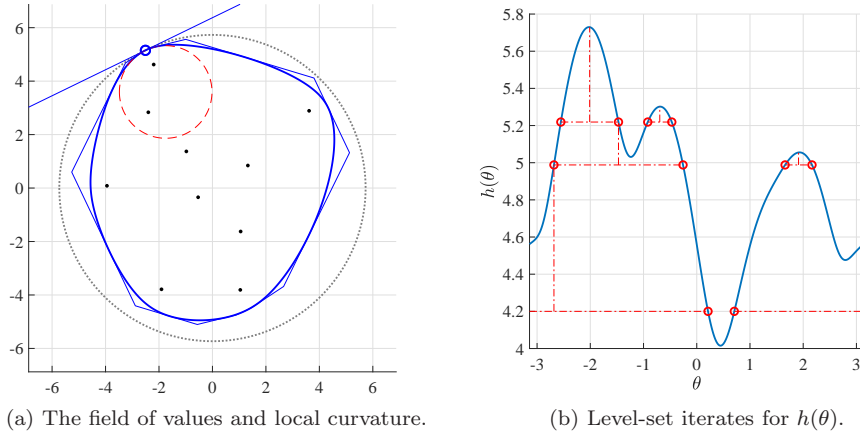 6
4
2
0
-2
-4
-6
-6 -4 -2 0 2 4 6
(a) The field of values and local curvature.
5.8
5.6
5.4
5.2
5
4.8
4.6
4.4
4.2
4
h(θ)
-3 -2 -1 0 1 2 3
θ
(b) Level-set iterates for h(θ).